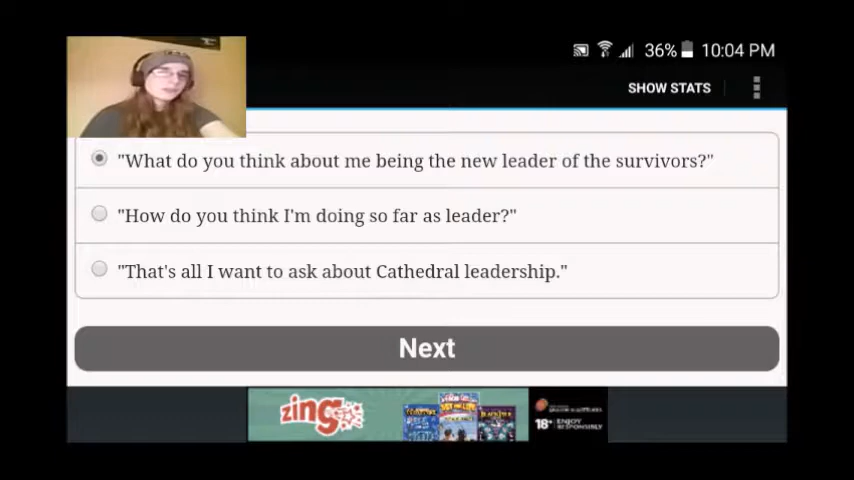 36% 10:04 PM
SHOW STATS
"What do you think about me being the new leader of the survivors?"
"How do you think I'm doing so far as leader?"
"That's all I want to ask about Cathedral leadership."
Next
zing
18+ ENJOY
RESPONSIBLY